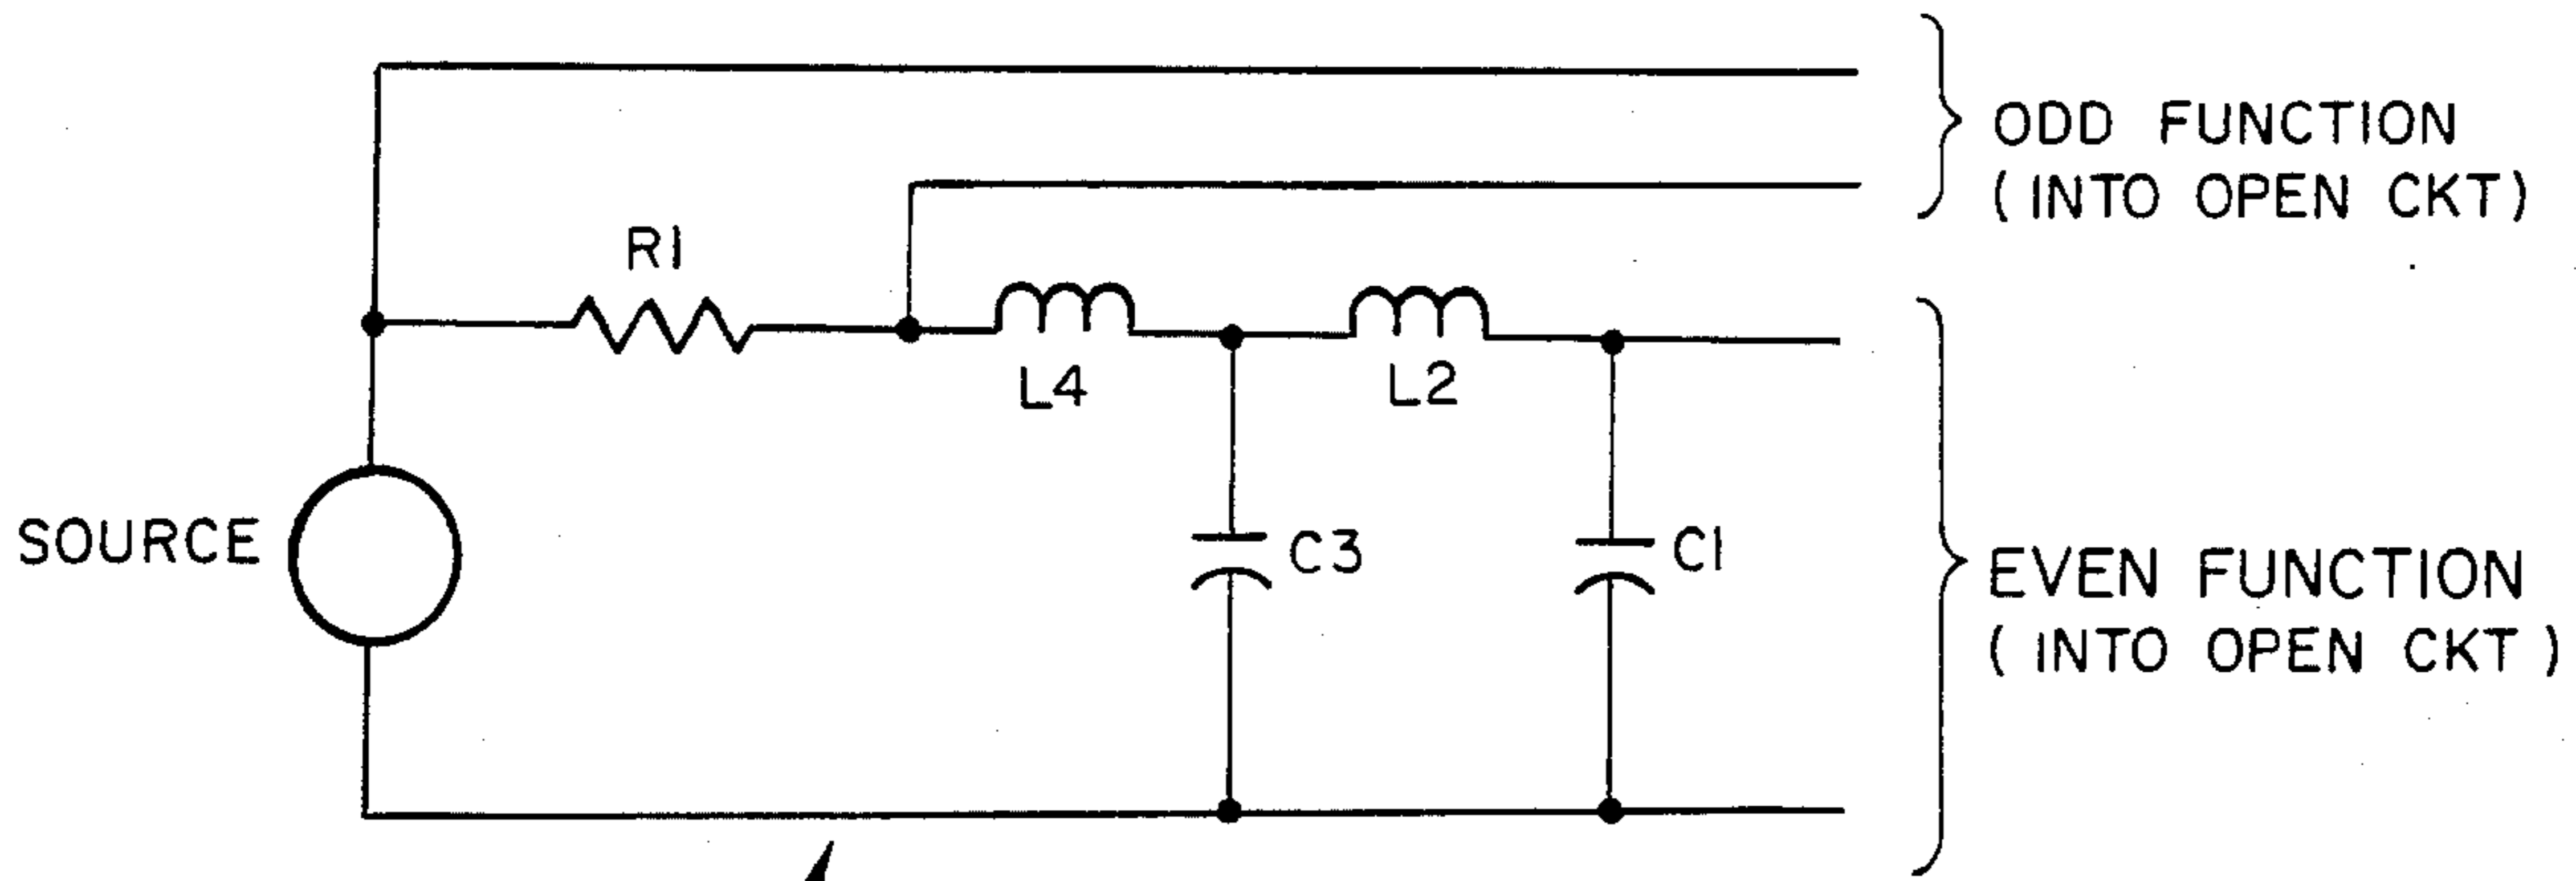 ODD FUNCTION
( INTO OPEN CKT)
R1
L4
L2
SOURCE
C3
C1
EVEN FUNCTION
( INTO OPEN CKT )